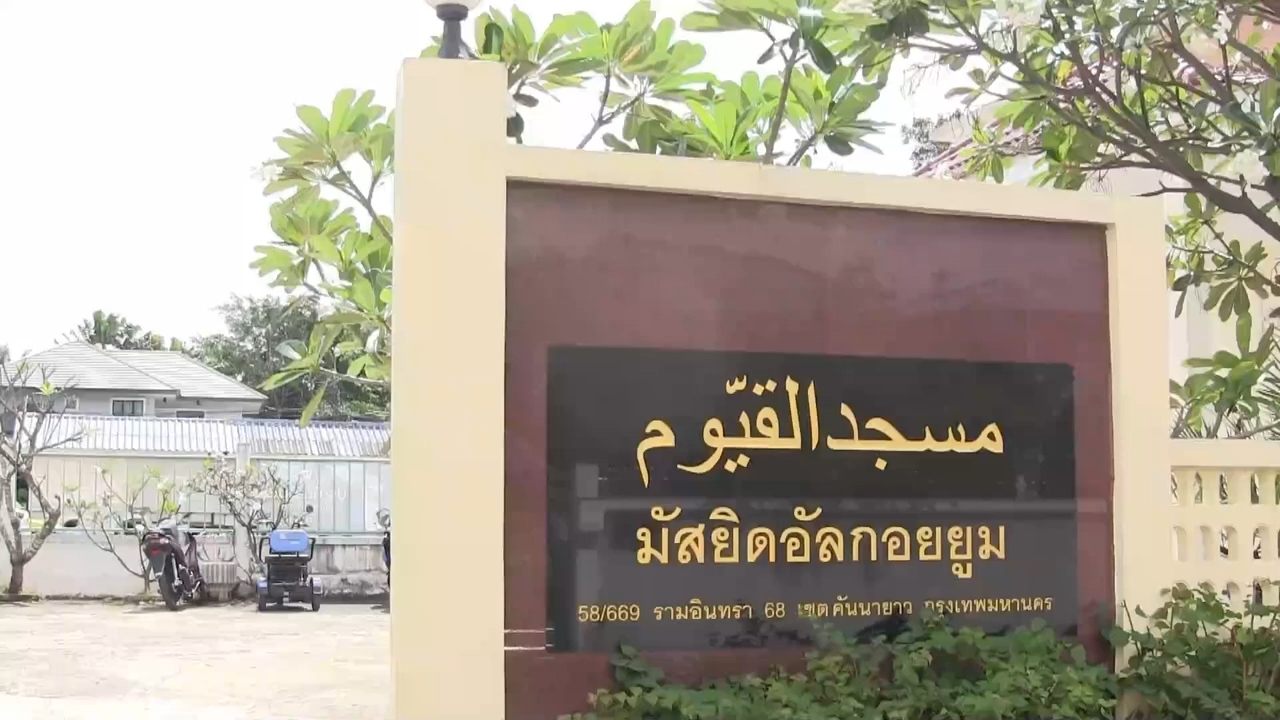 مسجد القيّوم
มัสยิดอัลกอยยูม
58/669 รามอินทรา 68 เขตคันนายาว กรุงเทพมหานคร